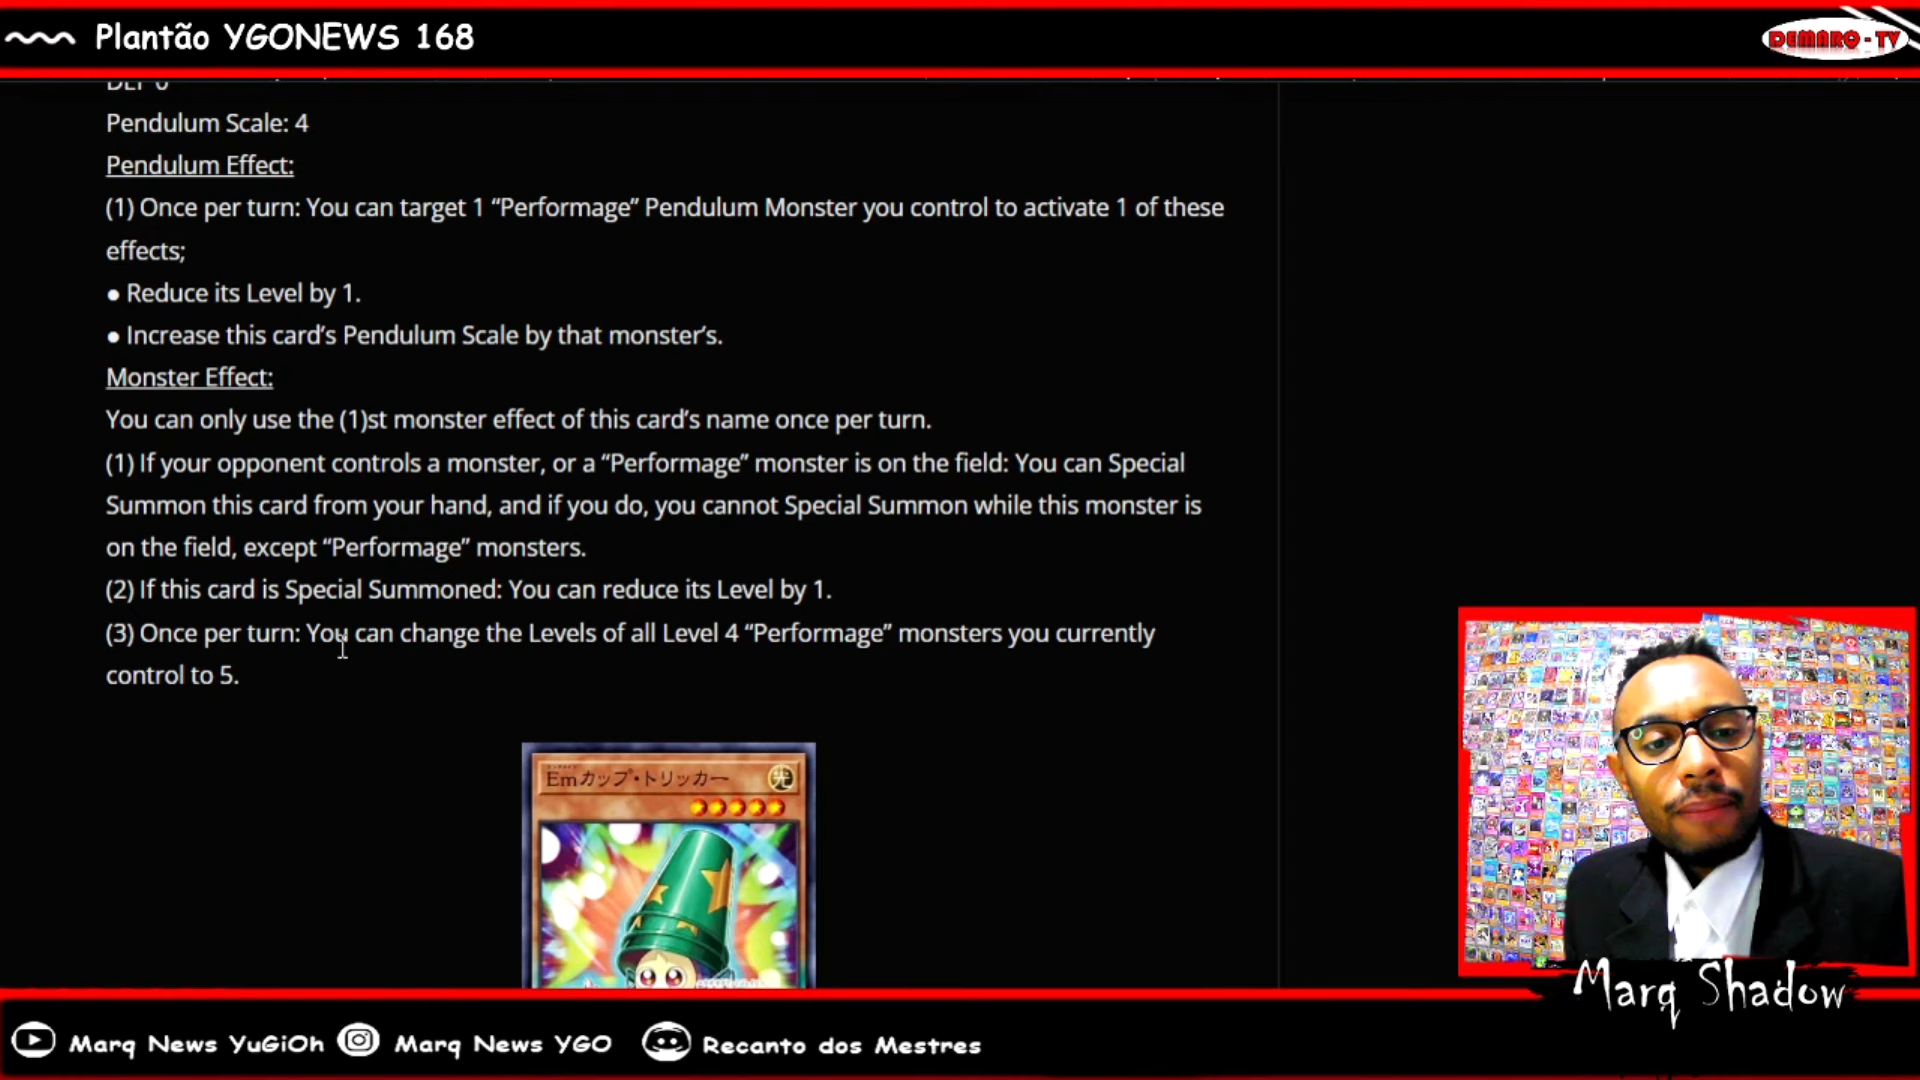 Plantão YGONEWS 168
DEMARQ-TV
DEF 0
Pendulum Scale: 4
Pendulum Effect:
(1) Once per turn: You can target 1 “Performage” Pendulum Monster you control to activate 1 of these
effects;
● Reduce its Level by 1.
● Increase this card’s Pendulum Scale by that monster’s.
Monster Effect:
You can only use the (1)st monster effect of this card’s name once per turn.
(1) If your opponent controls a monster, or a “Performage” monster is on the field: You can Special
Summon this card from your hand, and if you do, you cannot Special Summon while this monster is
on the field, except “Performage” monsters.
(2) If this card is Special Summoned: You can reduce its Level by 1.
(3) Once per turn: You can change the Levels of all Level 4 “Performage” monsters you currently
control to 5.
Emカップ・トリッカー
光
Marq Shadow
Marq News YuGiOh
Marq News YGO
Recanto dos Mestres